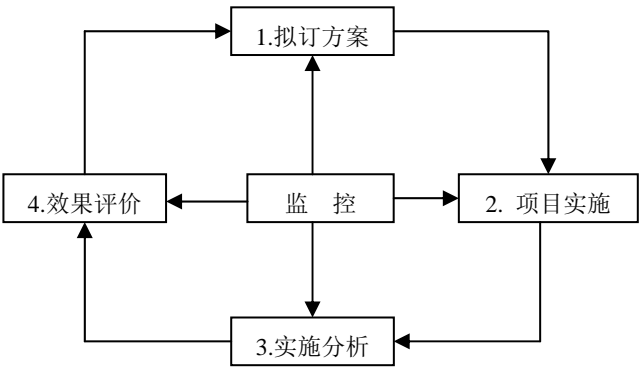 1.拟订方案
4.效果评价
监 控
2. 项目实施
3.实施分析